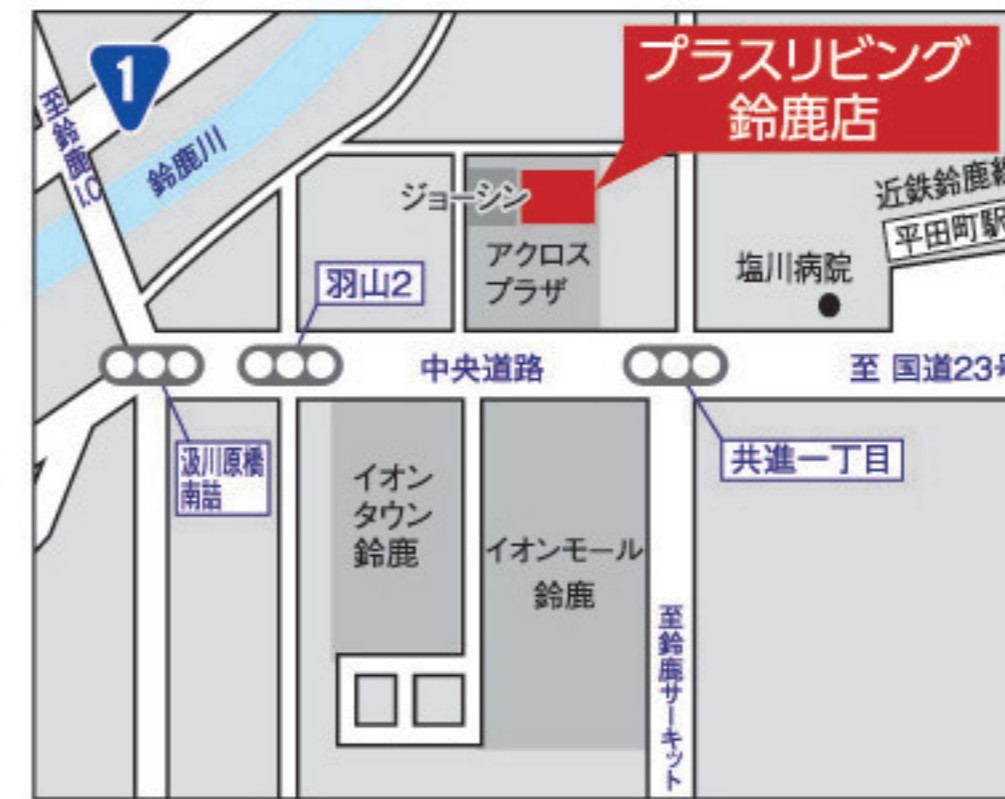 1
プラスリビング
鈴鹿店
至鈴鹿I.C
鈴鹿川
ジョーシン
アクロス
プラザ
近鉄鈴鹿線
平田町駅
塩川病院
羽山2
中央道路
至 国道23号
汲川原橋
南詰
共進一丁目
イオン
タウン
鈴鹿
イオンモール
鈴鹿
至鈴鹿サーキット